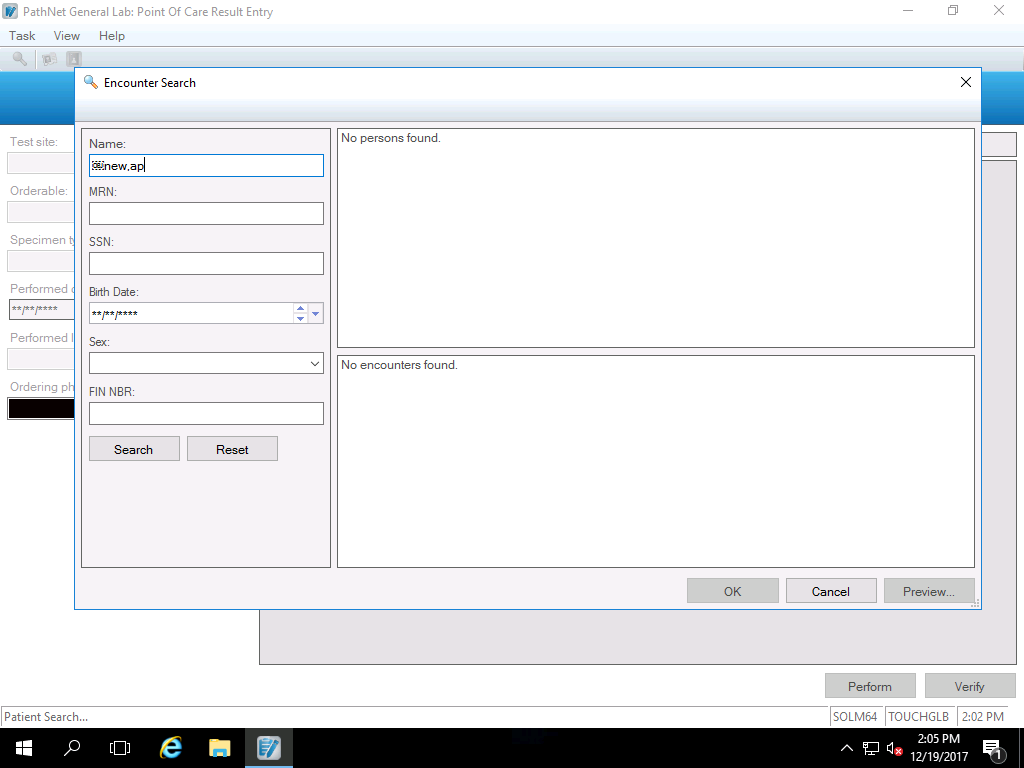 PathNet General Lab: Point Of Care Result Entry
Task View Help
Encounter Search
Test site:
Orderable:
Specimen ty
Performed
**/**/****
Performed
Ordering ph
Name:
new,ap
MRN:
SSN:
Birth Date:
**/**/****
Sex:
FIN NBR:
Search Reset
No persons found.
No encounters found.
OK Cancel Preview...
Perform Verify
Patient Search... SOLM64 TOUCHGLB 2:02 PM
2:05 PM
12/19/2017
1